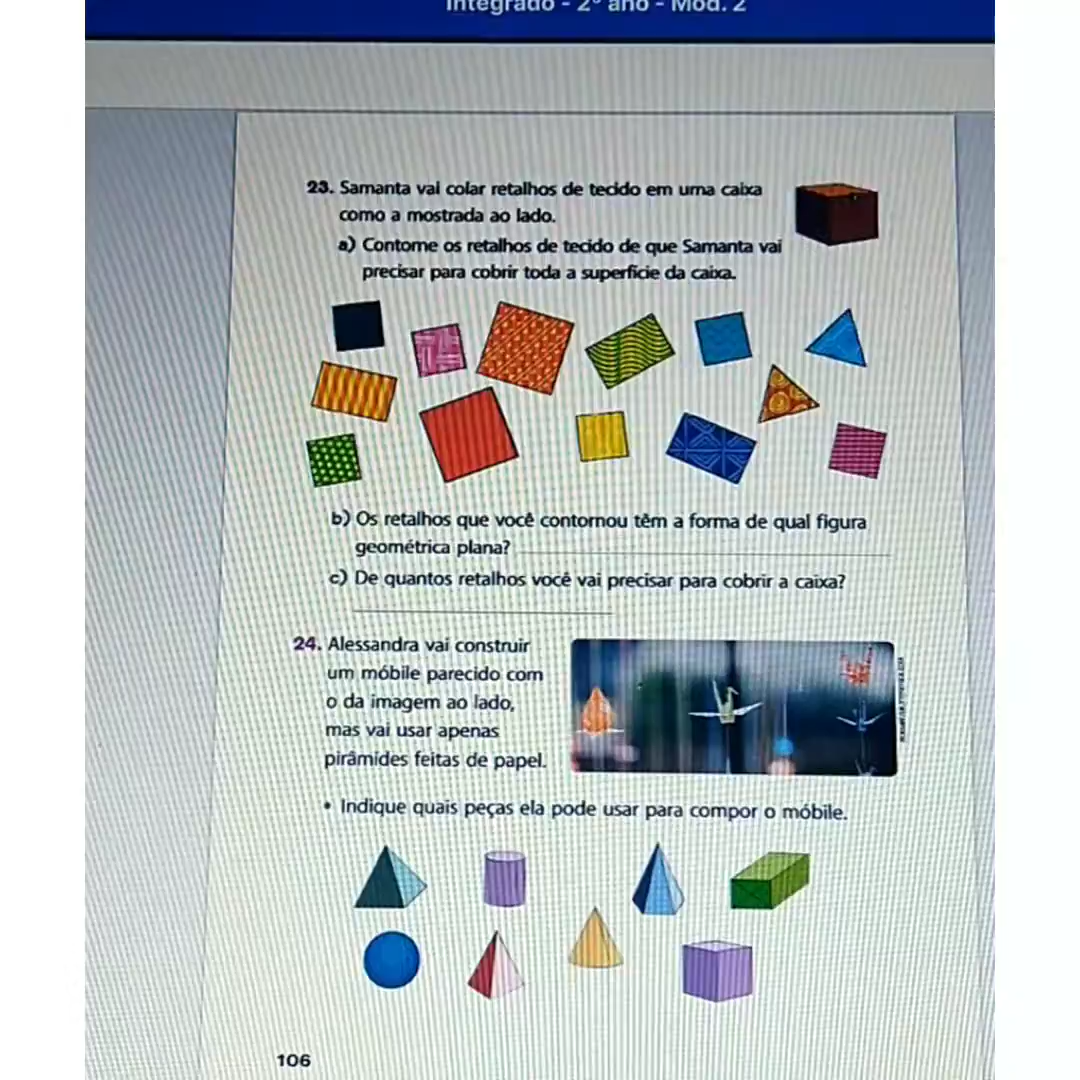 Integrado - 2º ano - Mód. 2
23. Samanta vai colar retalhos de tecido em uma caixa
como a mostrada ao lado.
a) Contorne os retalhos de tecido de que Samanta vai
precisar para cobrir toda a superfície da caixa.
b) Os retalhos que você contornou têm a forma de qual figura
geométrica plana?
c) De quantos retalhos você vai precisar para cobrir a caixa?
24. Alessandra vai construir
um móbile parecido com
o da imagem ao lado,
mas vai usar apenas
pirâmides feitas de papel.
• Indique quais peças ela pode usar para compor o móbile.
106